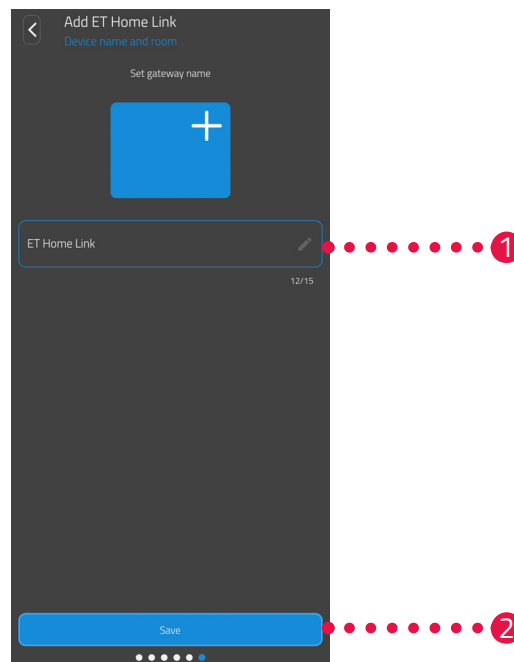 Add ET Home Link
Device name and room
Set gateway name
ET Home Link
1
12/15
Save
2